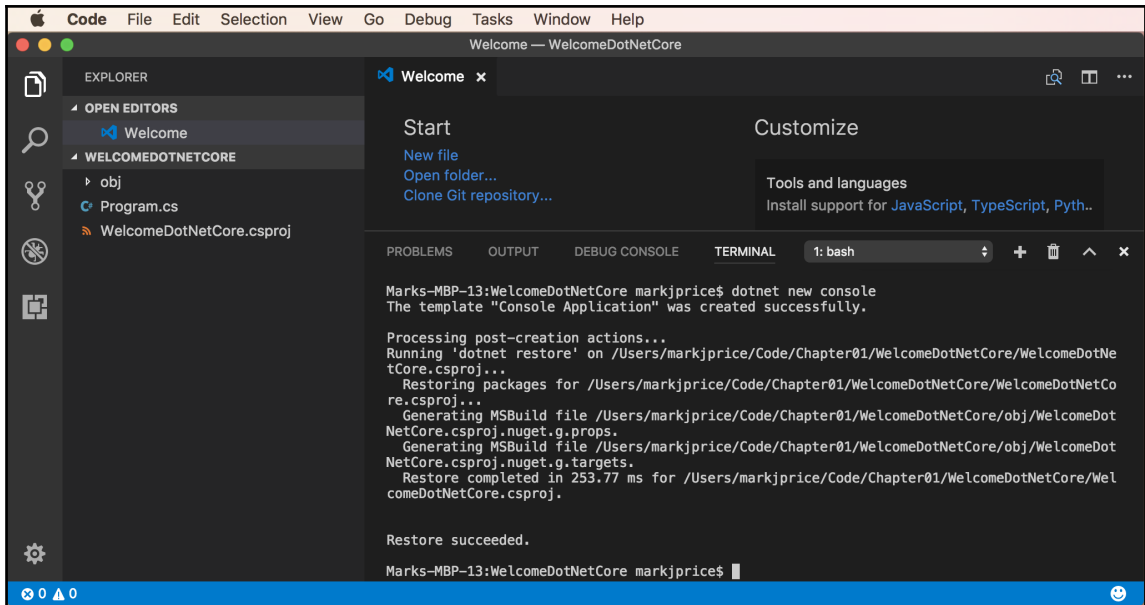 Code File Edit Selection View Go Debug Tasks Window Help
Welcome — WelcomeDotNetCore
EXPLORER
OPEN EDITORS
Welcome
WELCOMEDOTNETCORE
obj
C# Program.cs
WelcomeDotNetCore.csproj
Welcome
Start
New file
Open folder...
Clone Git repository...
Customize
Tools and languages
Install support for JavaScript, TypeScript, Pyth..
PROBLEMS OUTPUT DEBUG CONSOLE TERMINAL 1: bash
Marks-MBP-13:WelcomeDotNetCore markjprice$ dotnet new console
The template "Console Application" was created successfully.
Processing post-creation actions...
Running 'dotnet restore' on /Users/markjprice/Code/Chapter01/WelcomeDotNetCore/WelcomeDotNe
tCore.csproj...
Restoring packages for /Users/markjprice/Code/Chapter01/WelcomeDotNetCore/WelcomeDotNetCo
re.csproj...
Generating MSBuild file /Users/markjprice/Code/Chapter01/WelcomeDotNetCore/obj/WelcomeDot
NetCore.csproj.nuget.g.props.
Generating MSBuild file /Users/markjprice/Code/Chapter01/WelcomeDotNetCore/obj/WelcomeDot
NetCore.csproj.nuget.g.targets.
Restore completed in 253.77 ms for /Users/markjprice/Code/Chapter01/WelcomeDotNetCore/Wel
comeDotNetCore.csproj.
Restore succeeded.
Marks-MBP-13:WelcomeDotNetCore markjprice$
0 0